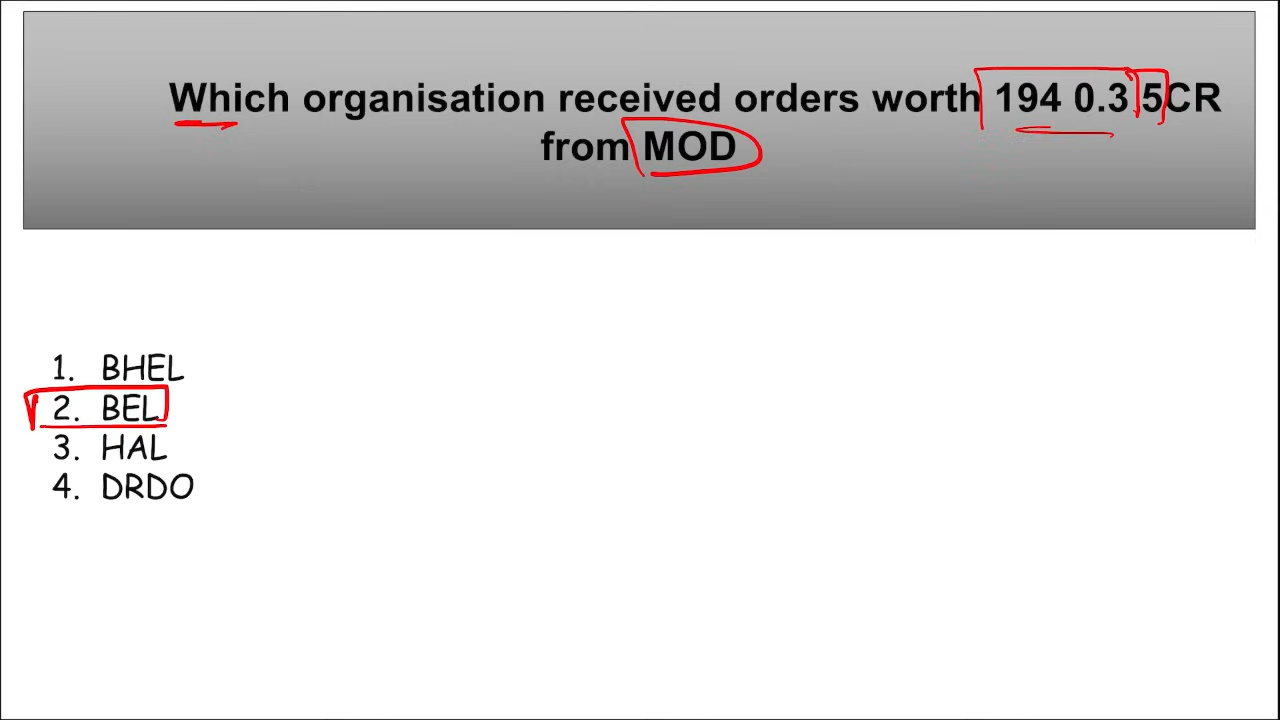 Which organisation received orders worth 194 0.3 5CR
from MOD
1. BHEL
2. BEL
3. HAL
4. DRDO